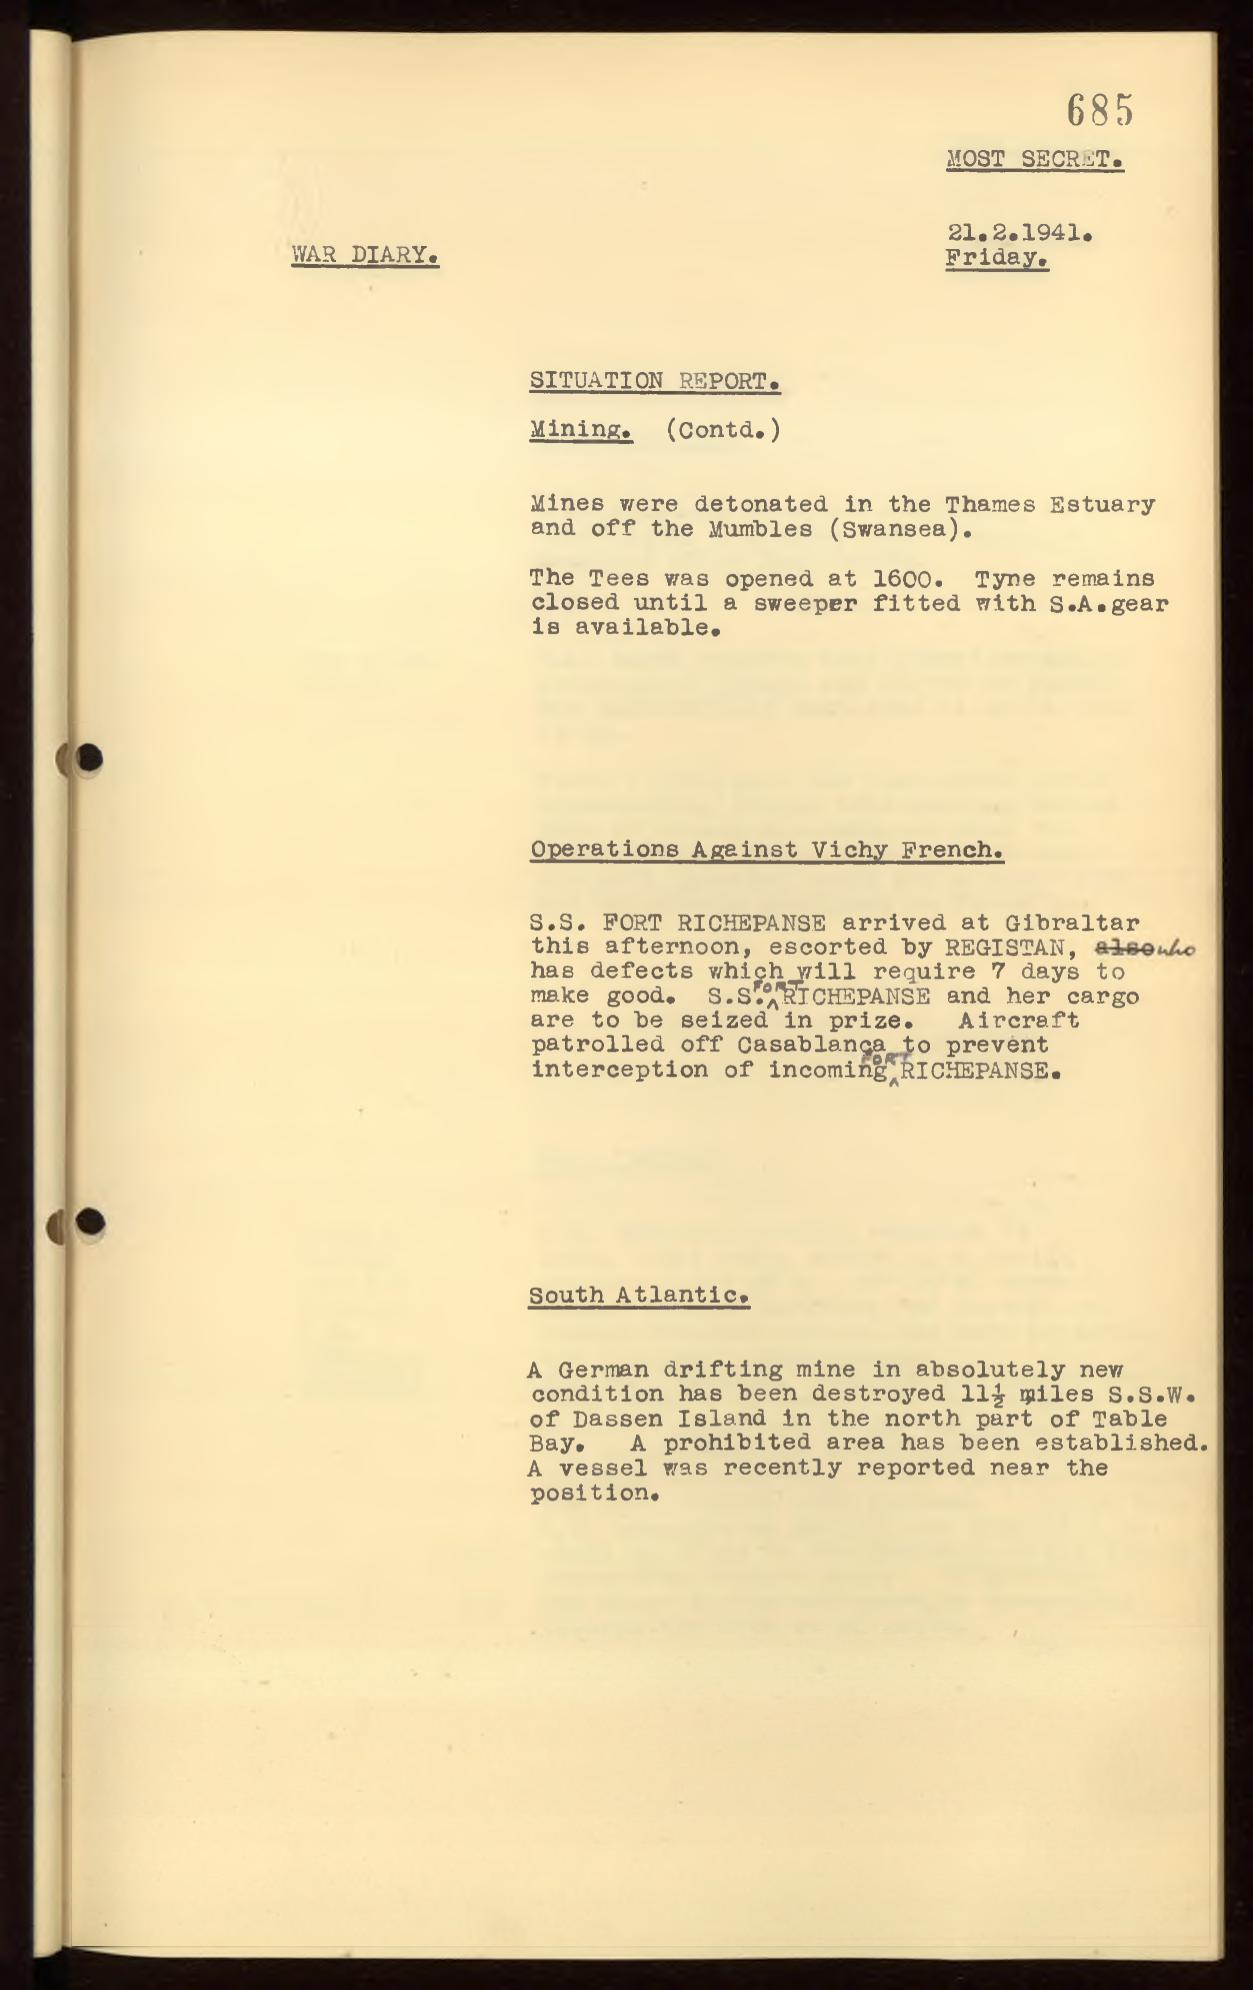 685
MOST SECRET.
21.2.1941.
WAR DIARY.
Friday.
SITUATION REPORT.
Mining. (Contd.)
Mines were detonated in the Thames Estuary
and off the Mumbles (Swansea).
The Tees was opened at 1600. Tyne remains
closed until a sweeper fitted with S.A.gear
is available.
Operations Against Vichy French.
S.S. FORT RICHEPANSE arrived at Gibraltar
this afternoon, escorted by REGISTAN, also who
has defects which will require 7 days to
make good. S.S. FORT RICHEPANSE and her cargo
are to be seized in prize. Aircraft
patrolled off Casablanca to prevent
interception of incoming FORT RICHEPANSE.
South Atlantic.
A German drifting mine in absolutely new
condition has been destroyed 11½ miles S.S.W.
of Dassen Island in the north part of Table
Bay. A prohibited area has been established.
A vessel was recently reported near the
position.